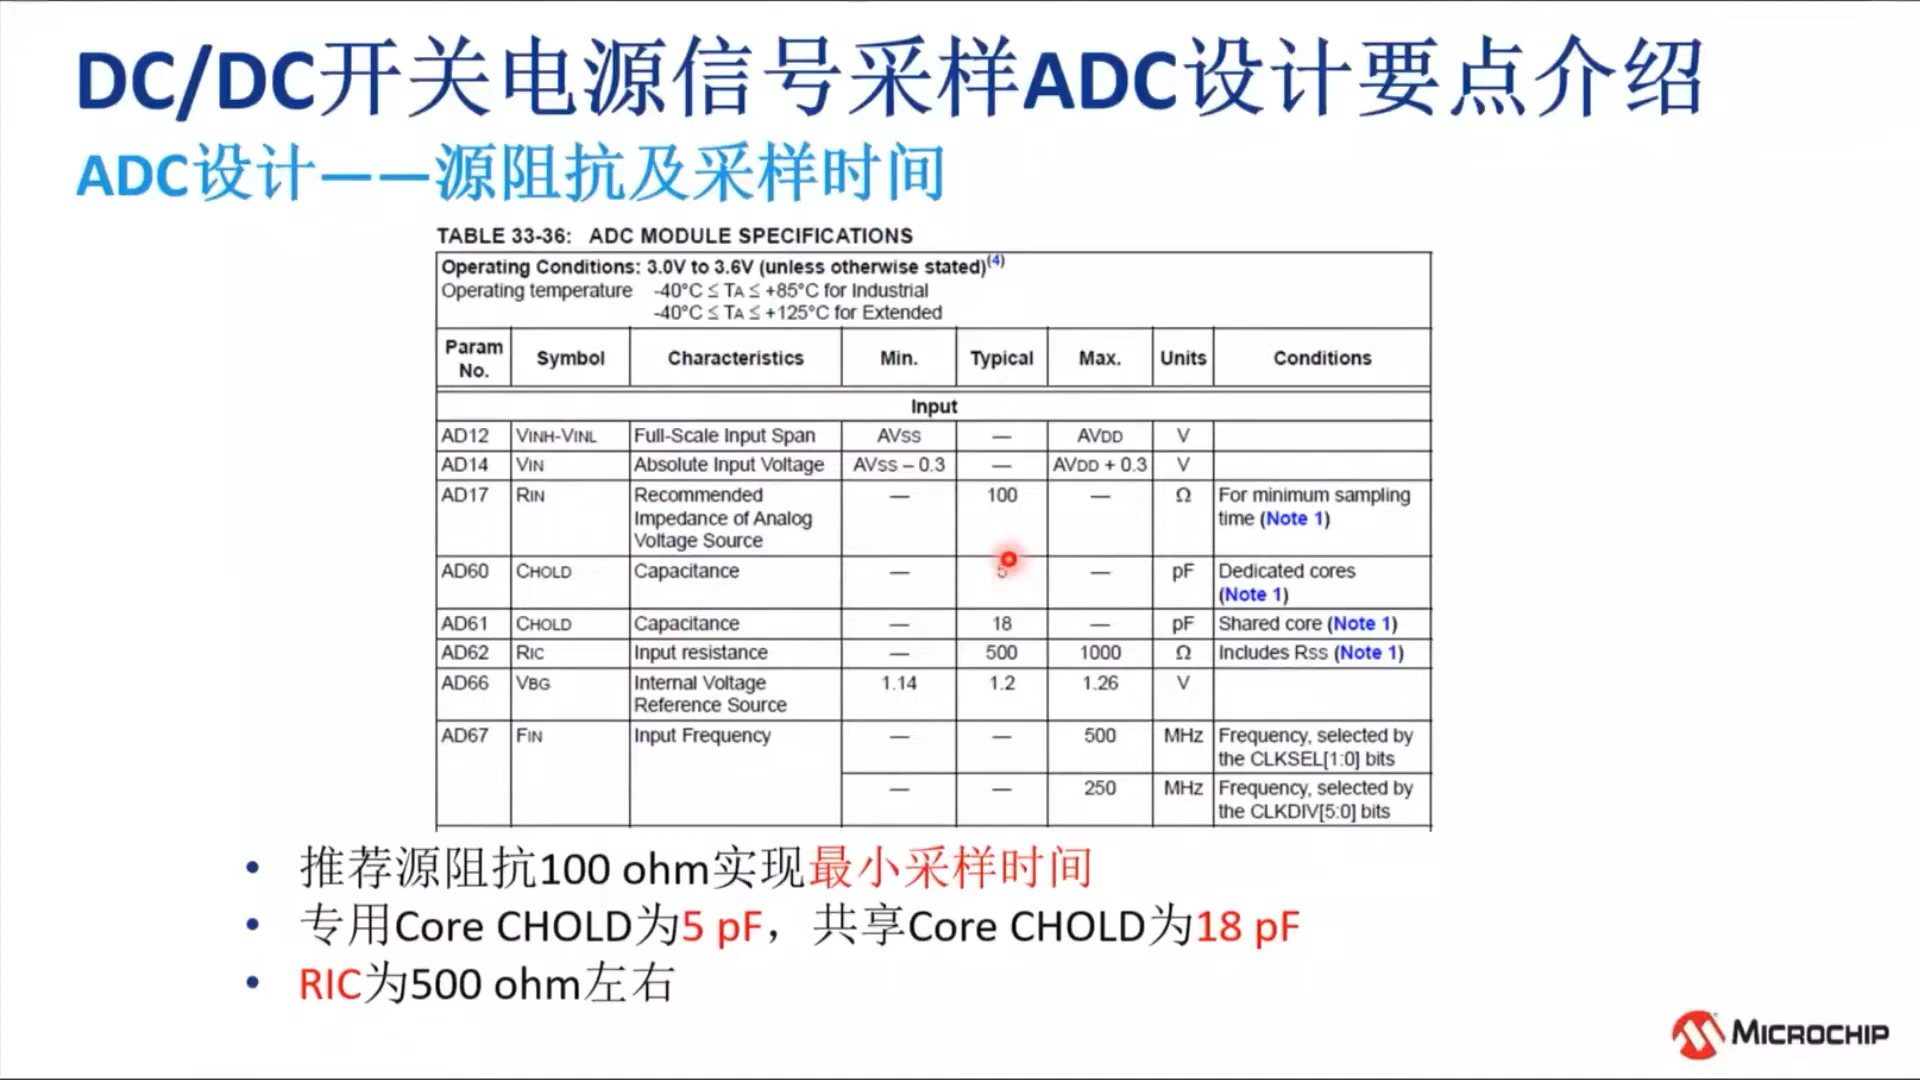 DC/DC开关电源信号采样ADC设计要点介绍
ADC设计——源阻抗及采样时间
TABLE 33-36: ADC MODULE SPECIFICATIONS
Operating Conditions: 3.0V to 3.6V (unless otherwise stated)(4)
Operating temperature -40°C ≤ TA ≤ +85°C for Industrial
-40°C ≤ TA ≤ +125°C for Extended
Param No. Symbol Characteristics Min. Typical Max. Units Conditions
Input
AD12 VINH-VINL Full-Scale Input Span AVSS — AVDD V
AD14 VIN Absolute Input Voltage AVSS – 0.3 — AVDD + 0.3 V
AD17 RIN Recommended Impedance of Analog Voltage Source — 100 — Ω For minimum sampling time (Note 1)
AD60 CHOLD Capacitance — 5 — pF Dedicated cores (Note 1)
AD61 CHOLD Capacitance — 18 — pF Shared core (Note 1)
AD62 RIC Input resistance — 500 1000 Ω Includes RSS (Note 1)
AD66 VBG Internal Voltage Reference Source 1.14 1.2 1.26 V
AD67 FIN Input Frequency — — 500 MHz Frequency, selected by the CLKSEL[1:0] bits
— — 250 MHz Frequency, selected by the CLKDIV[5:0] bits
• 推荐源阻抗100 ohm实现最小采样时间
• 专用Core CHOLD为5 pF，共享Core CHOLD为18 pF
• RIC为500 ohm左右
MICROCHIP